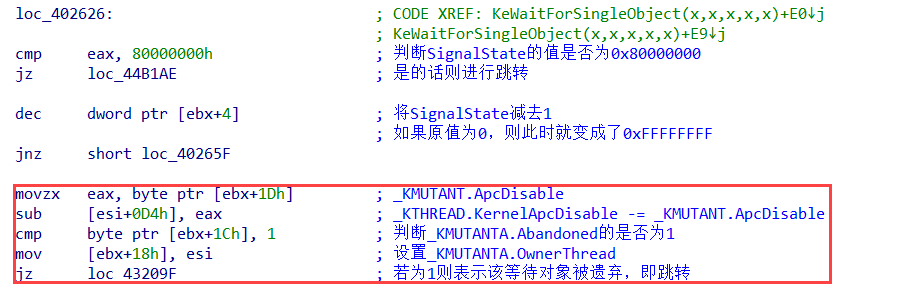 loc_402626: ; CODE XREF: KeWaitForSingleObject(x,x,x,x,x)+E0↓j
; KeWaitForSingleObject(x,x,x,x,x)+E9↓j
cmp eax, 80000000h ; 判断SignalState的值是否为0x80000000
jz loc_44B1AE ; 是的话则进行跳转
dec dword ptr [ebx+4] ; 将SignalState减去1
; 如果原值为0，则此时就变成了0xFFFFFFFF
jnz short loc_40265F
movzx eax, byte ptr [ebx+1Dh] ; _KMUTANT.ApcDisable
sub [esi+0D4h], eax ; _KTHREAD.KernelApcDisable -= _KMUTANT.ApcDisable
cmp byte ptr [ebx+1Ch], 1 ; 判断_KMUTANTA.Abandoned的是否为1
mov [ebx+18h], esi ; 设置_KMUTANT.OwnerThread
jz loc_43209F ; 若为1则表示该等待对象被遗弃，即跳转